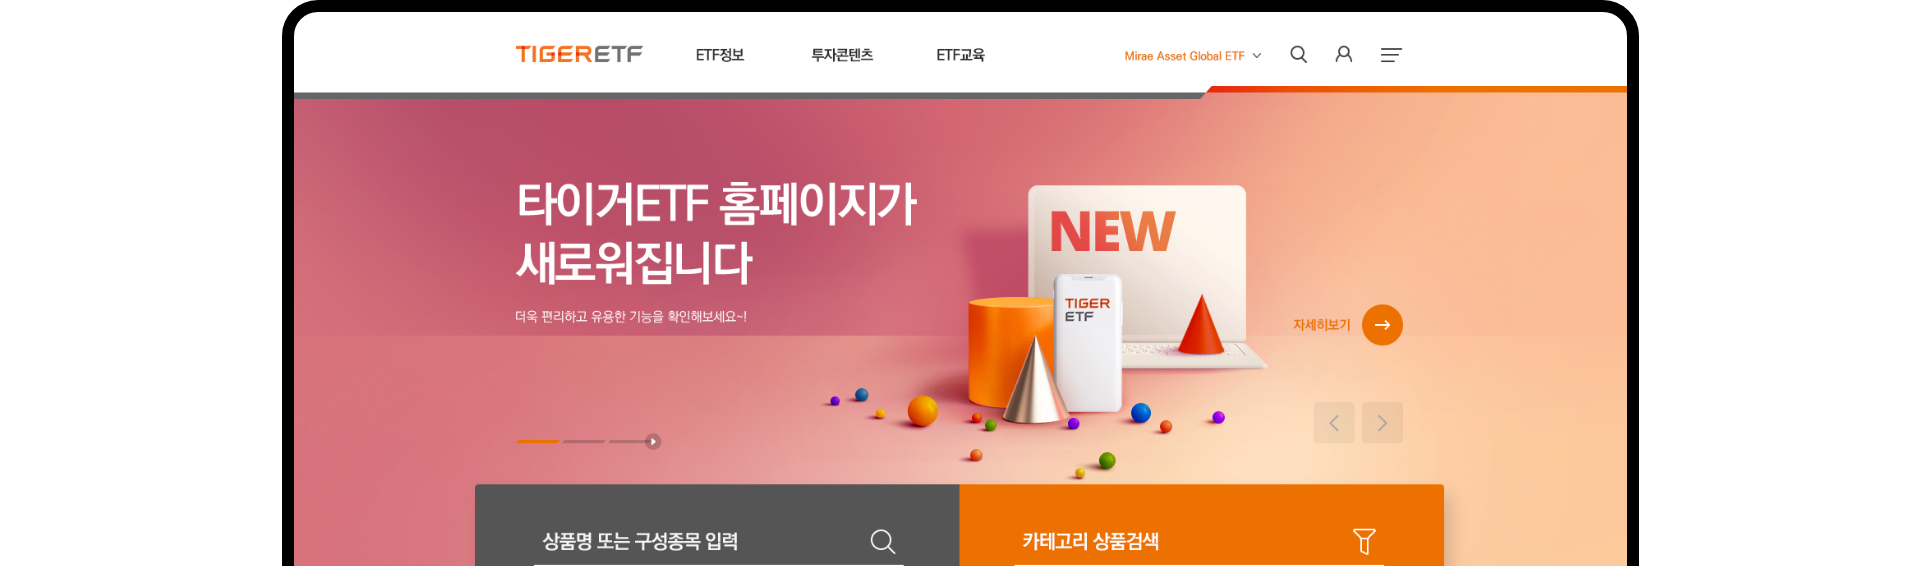 TIGERETF
ETF정보
투자콘텐츠
ETF교육
Mirae Asset Global ETF
타이거ETF 홈페이지가
새로워집니다
더욱 편리하고 유용한 기능을 확인해보세요~!
NEW
TIGER
ETF
자세히보기
상품명 또는 구성종목 입력
카테고리 상품검색